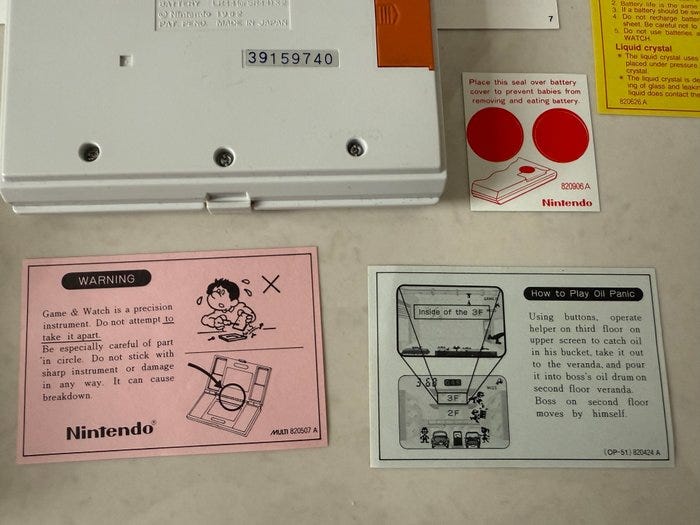 © Nintendo 1982
PAT. PEND. MADE IN JAPAN
39159740
7
Battery life is the same
3. If a battery should be sw
4. Do not recharge batter
sheet. Be careful not to
5. Do not use batteries a
WATCH.
Liquid crystal
* The liquid crystal uses
placed under pressure.
crystal.
* The liquid crystal is de
ing of glass and leakin
liquid does contact the
820626 A
Place this seal over battery
cover to prevent babies from
removing and eating battery.
820906 A
Nintendo
WARNING
Game & Watch is a precision
instrument. Do not attempt to
take it apart.
Be especially careful of part
in circle. Do not stick with
sharp instrument or damage
in any way. It can cause
breakdown.
Nintendo®
MULTI 820507 A
Inside of the 3F
3F
2F
How to Play Oil Panic
Using buttons, operate
helper on third floor on
upper screen to catch oil
in his bucket, take it out
to the veranda, and pour
it into boss's oil drum on
second floor veranda.
Boss on second floor
moves by himself.
(OP-51) 820424 A